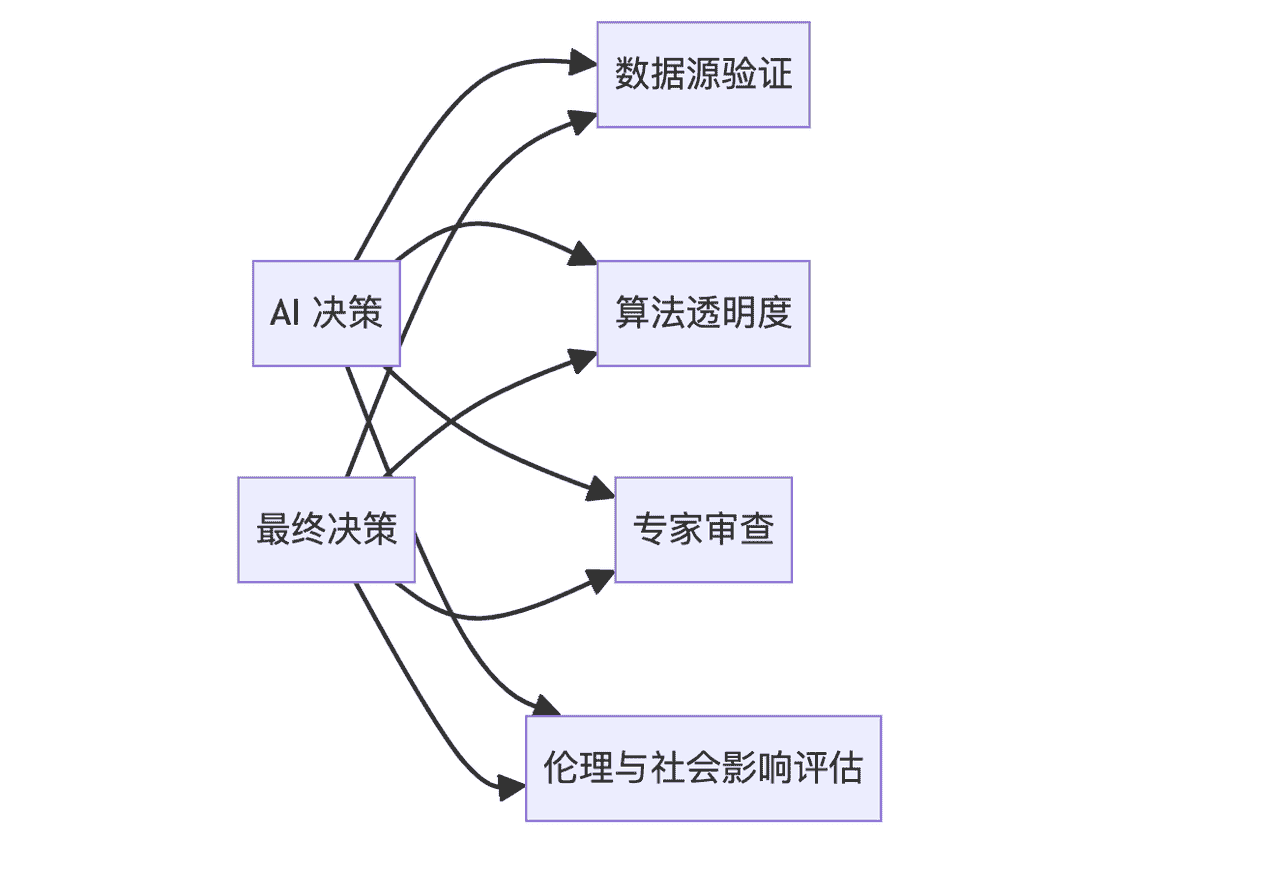 数据源验证
AI 决策
算法透明度
最终决策
专家审查
伦理与社会影响评估